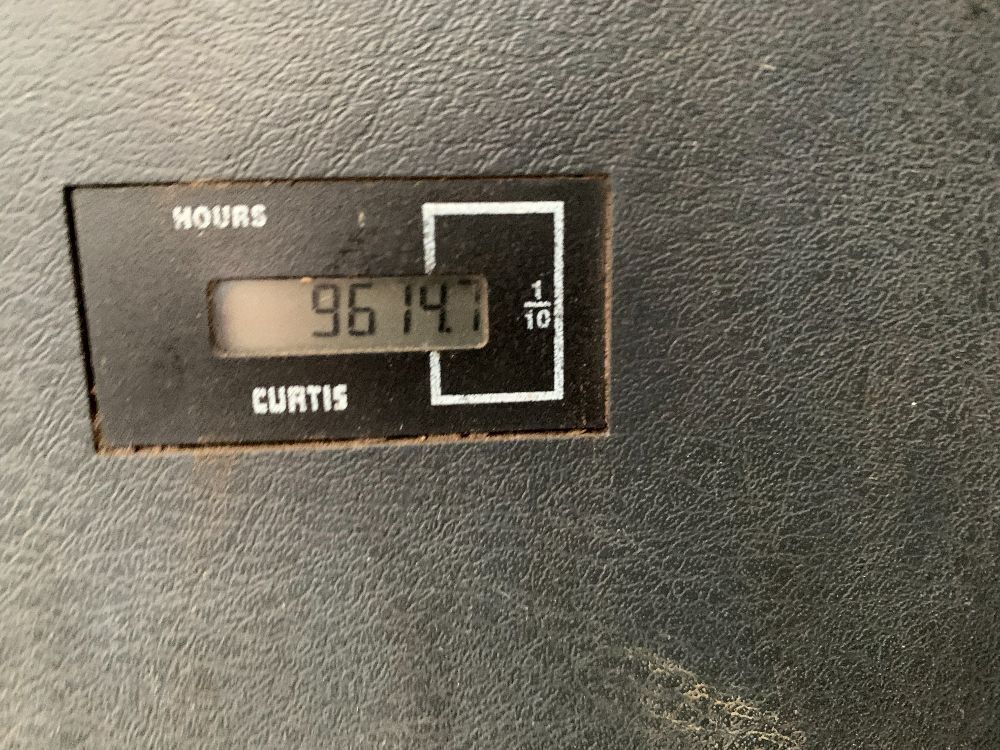 HOURS
9614.7
1/10
CURTIS